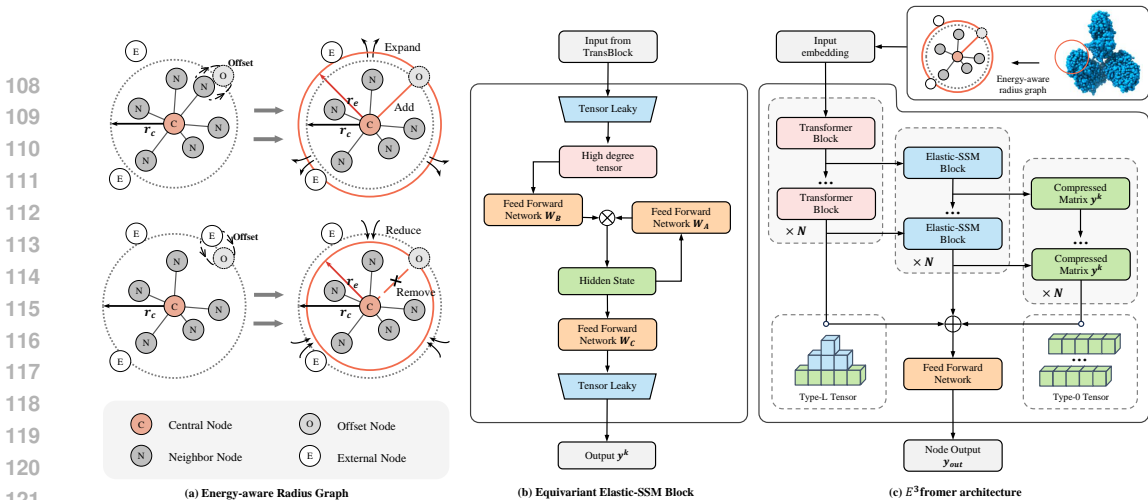 108
109
110
111
112
113
114
115
116
117
118
119
120
121
E
N
N
O
Offset
N
C
N
N
N
r_c
E
Expand
E
N
O
r_e
Add
N
C
N
r_c
N
N
E
E
E
Offset
O
N
N
C
N
N
N
r_c
E
Reduce
E
N
O
r_e
Remove
N
C
N
r_c
N
N
E
C Central Node
O Offset Node
N Neighbor Node
E External Node
(a) Energy-aware Radius Graph
Input from
TransBlock
Tensor Leaky
High degree
tensor
Feed Forward
Network W_B
Feed Forward
Network W_A
Hidden State
Feed Forward
Network W_C
Tensor Leaky
Output y^k
(b) Equivariant Elastic-SSM Block
Input
embedding
E
N
O
N
C
N
N
N
E
Energy-aware
radius graph
Transformer
Block
...
Transformer
Block
× N
Elastic-SSM
Block
...
Elastic-SSM
Block
× N
Compressed
Matrix y^k
...
Compressed
Matrix y^k
× N
Type-L Tensor
Feed Forward
Network
...
Type-0 Tensor
Node Output
y_out
(c) E^3fromer architecture